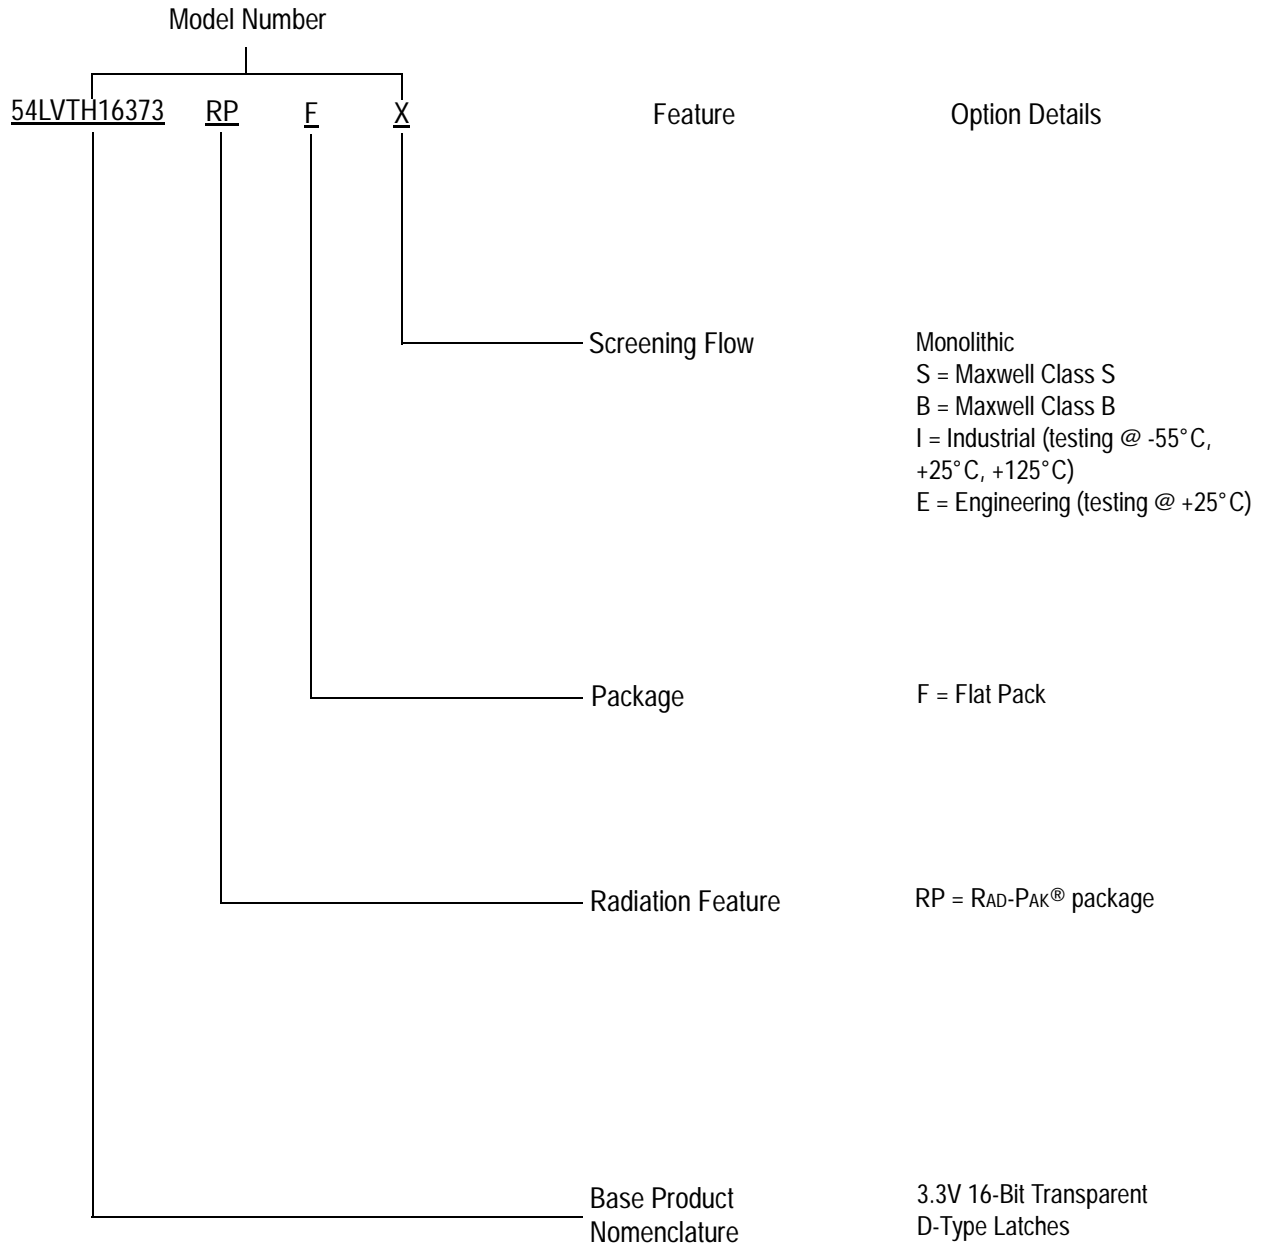 Model Number
54LVTH16373 RP F X Feature Option Details
Screening Flow Monolithic
S = Maxwell Class S
B = Maxwell Class B
I = Industrial (testing @ -55°C,
+25°C, +125°C)
E = Engineering (testing @ +25°C)
Package F = Flat Pack
Radiation Feature RP = RAD-PAK® package
Base Product 3.3V 16-Bit Transparent
Nomenclature D-Type Latches